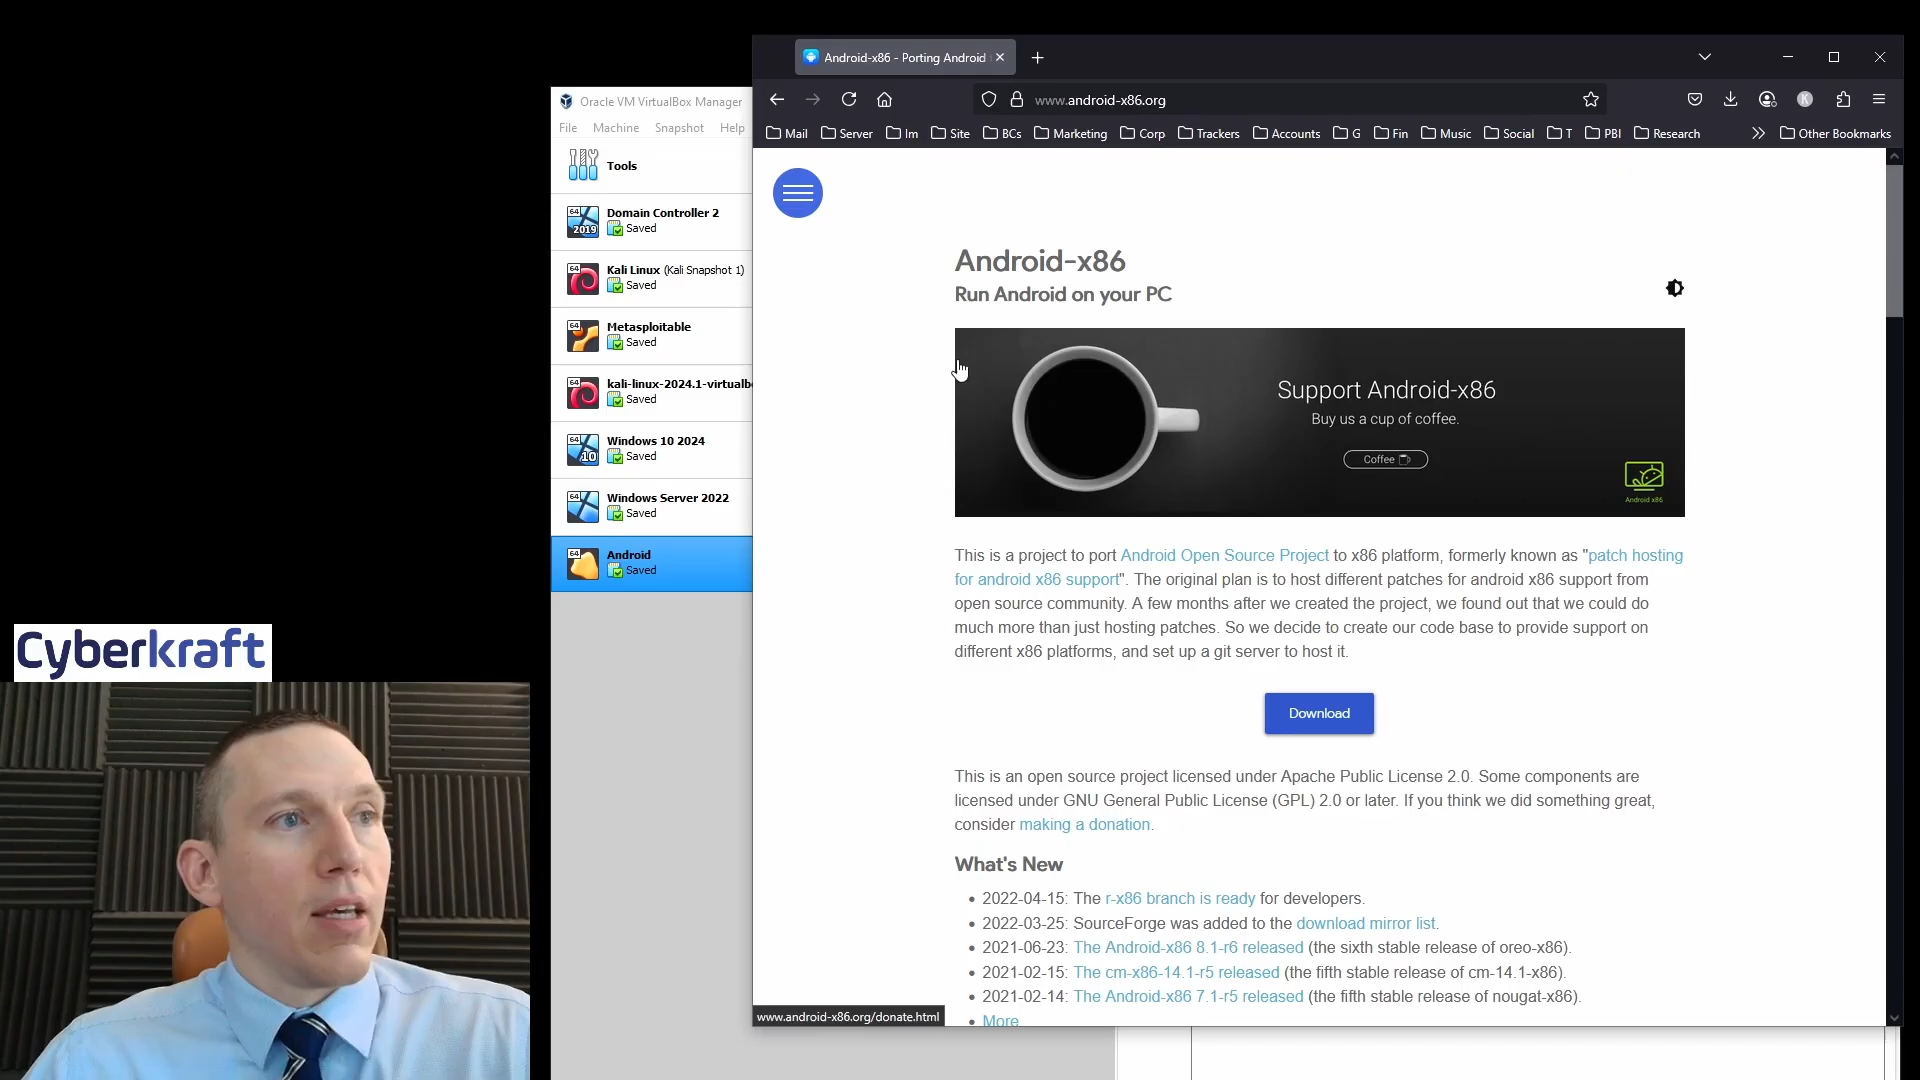 Android-x86 - Porting Android
www.android-x86.org
Mail Server Im Site BCs Marketing Corp Trackers Accounts G Fin Music Social T PBI Research Other Bookmarks
Oracle VM VirtualBox Manager
File Machine Snapshot Help
Tools
64 2019 Domain Controller 2
Saved
64 Kali Linux (Kali Snapshot 1)
Saved
64 Metasploitable
Saved
64 kali-linux-2024.1-virtualb
Saved
64 10 Windows 10 2024
Saved
64 Windows Server 2022
Saved
64 Android
Saved
Cyberkraft
K
Android-x86
Run Android on your PC
Support Android-x86
Buy us a cup of coffee.
Coffee
Android x86
This is a project to port Android Open Source Project to x86 platform, formerly known as "patch hosting
for android x86 support". The original plan is to host different patches for android x86 support from
open source community. A few months after we created the project, we found out that we could do
much more than just hosting patches. So we decide to create our code base to provide support on
different x86 platforms, and set up a git server to host it.
Download
This is an open source project licensed under Apache Public License 2.0. Some components are
licensed under GNU General Public License (GPL) 2.0 or later. If you think we did something great,
consider making a donation.
What's New
• 2022-04-15: The r-x86 branch is ready for developers.
• 2022-03-25: SourceForge was added to the download mirror list.
• 2021-06-23: The Android-x86 8.1-r6 released (the sixth stable release of oreo-x86).
• 2021-02-15: The cm-x86-14.1-r5 released (the fifth stable release of cm-14.1-x86).
• 2021-02-14: The Android-x86 7.1-r5 released (the fifth stable release of nougat-x86).
• More
www.android-x86.org/donate.html